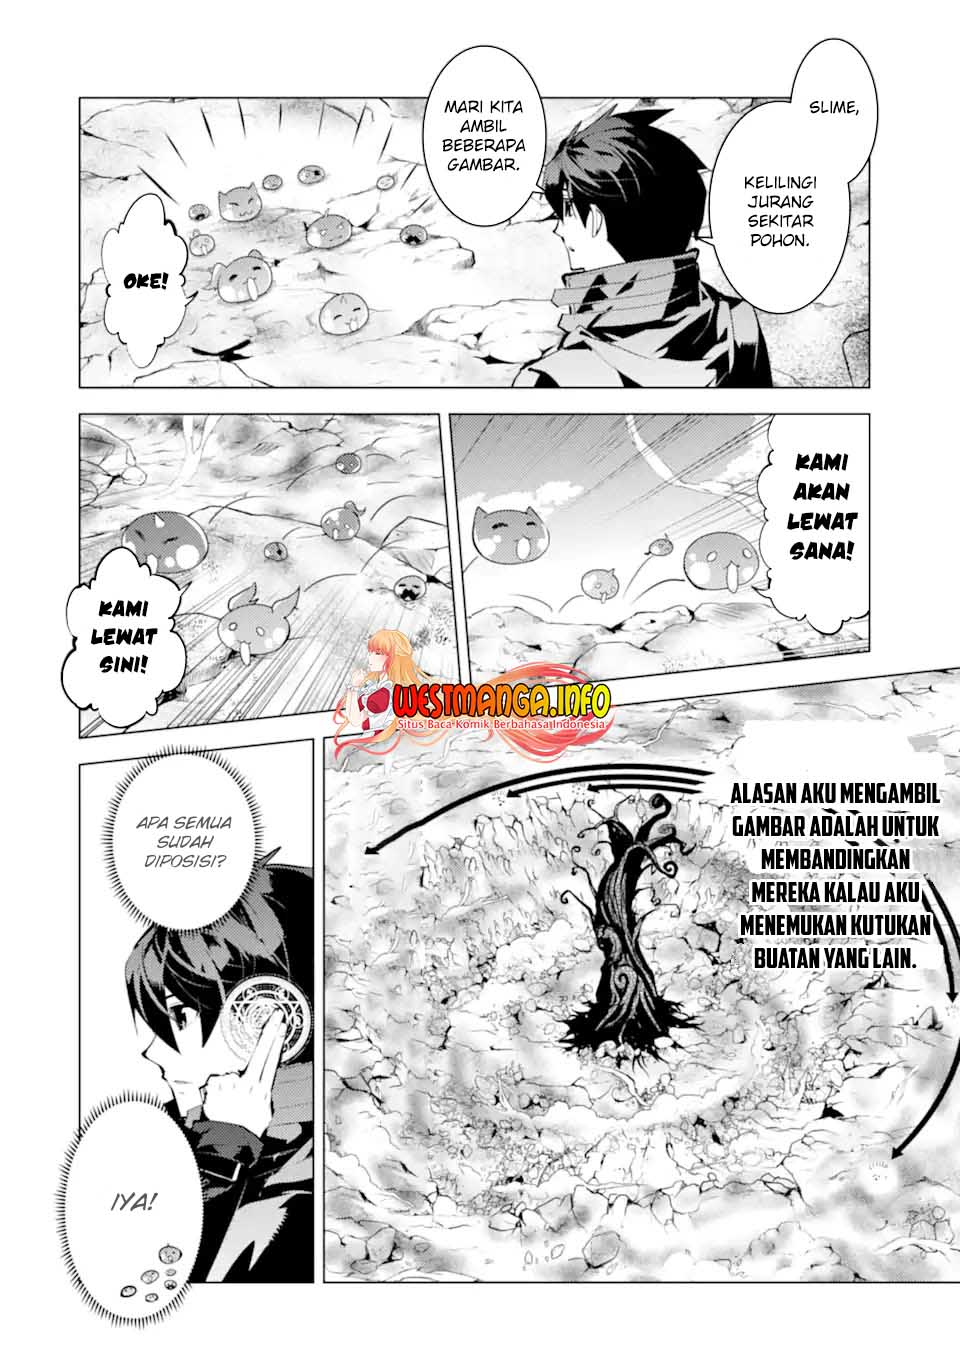 SLIME,
KELILINGI
JURANG
SEKITAR
POHON.
MARI KITA
AMBIL
BEBERAPA
GAMBAR.
OKE!
KAMI
AKAN
LEWAT
SANA!
KAMI
LEWAT
SINI!
WESTMANGA.INFO
Situs Baca Komik Berbahasa Indonesia
ALASAN AKU MENGAMBIL
GAMBAR ADALAH UNTUK
MEMBANDINGKAN
MEREKA KALAU AKU
MENEMUKAN KUTUKAN
BUATAN YANG LAIN.
APA SEMUA
SUDAH
DIPOSISI?
IYA!